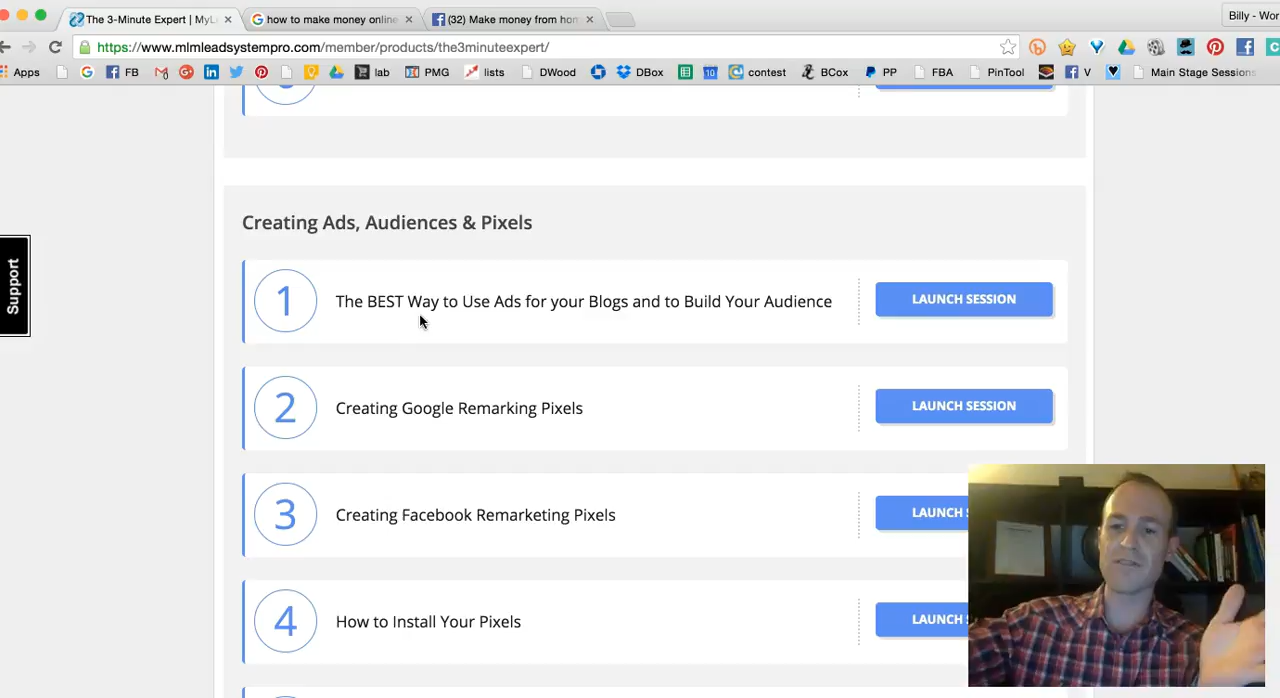 The 3-Minute Expert | MyL
how to make money online
(32) Make money from hom
Billy - Wor
https://www.mlmleadsystempro.com/member/products/the3minuteexpert/
Apps
FB
lab
PMG
lists
DWood
DBox
10
contest
BCox
PP
FBA
PinTool
V
Main Stage Sessions
Support
Creating Ads, Audiences & Pixels
1
The BEST Way to Use Ads for your Blogs and to Build Your Audience
LAUNCH SESSION
2
Creating Google Remarking Pixels
LAUNCH SESSION
3
Creating Facebook Remarketing Pixels
LAUNCH
4
How to Install Your Pixels
LAUNCH